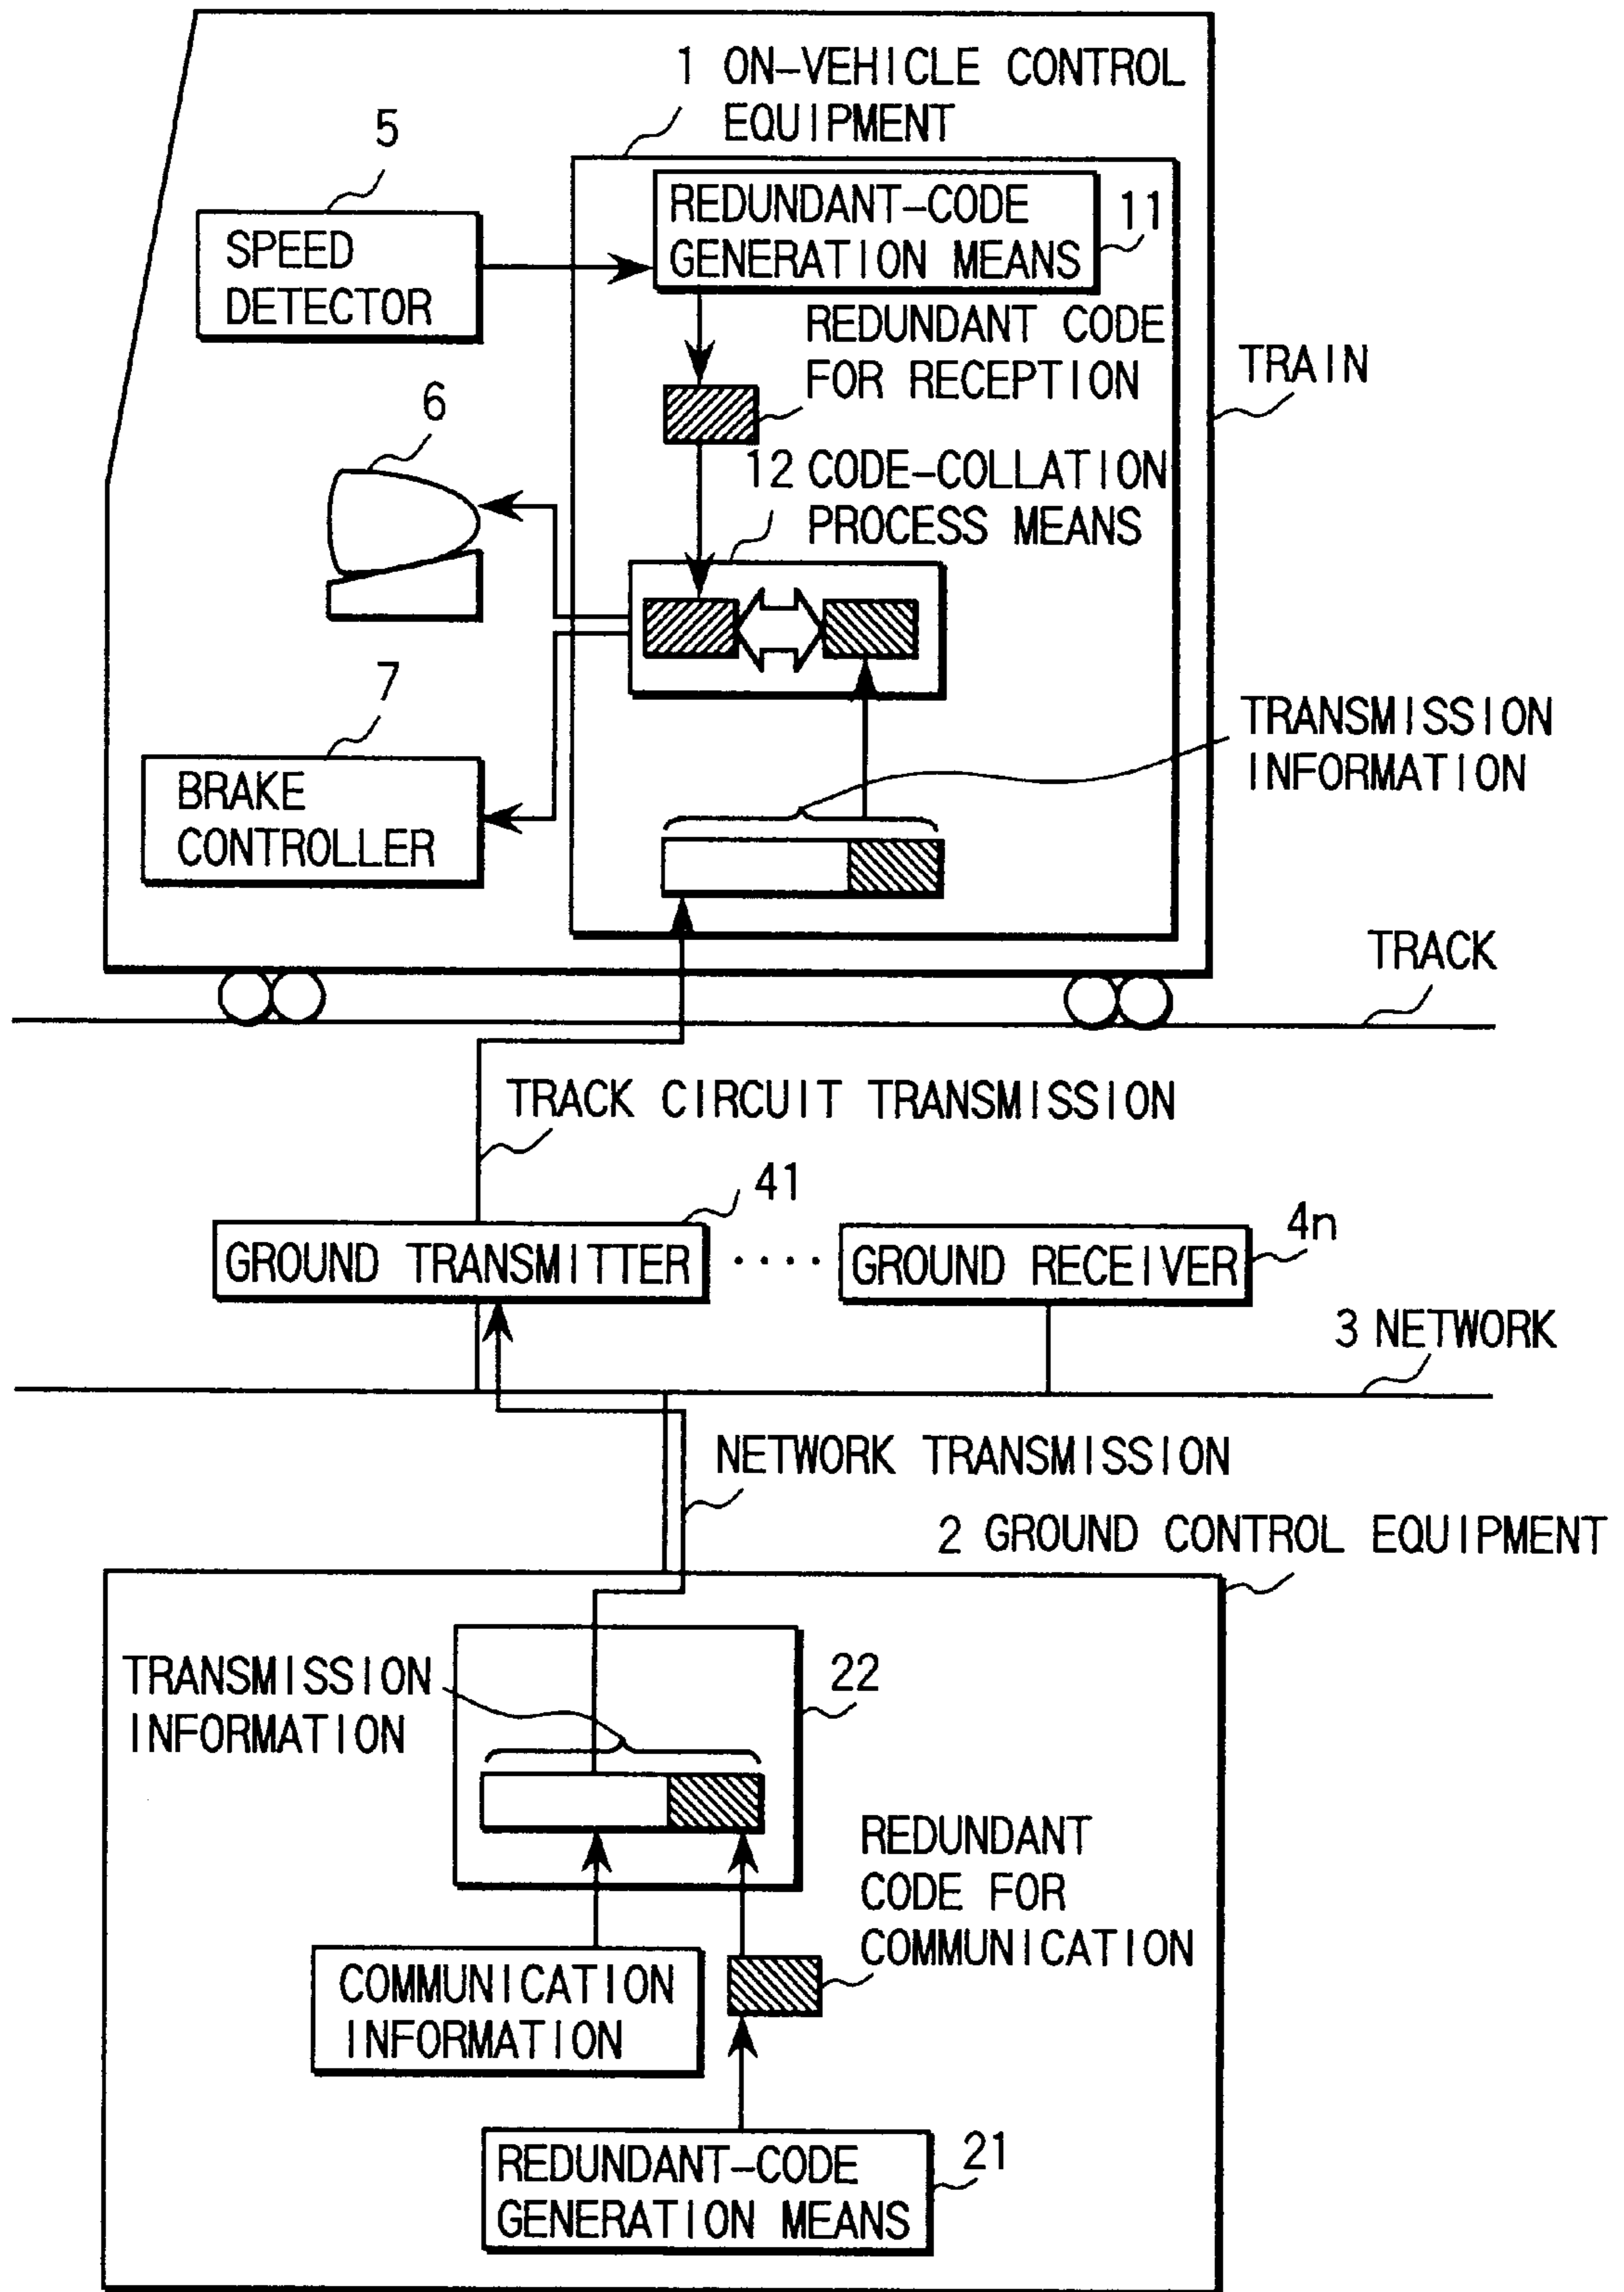 1 ON-VEHICLE CONTROL
EQUIPMENT
5
REDUNDANT-CODE
GENERATION MEANS
11
SPEED
DETECTOR
REDUNDANT CODE
FOR RECEPTION
TRAIN
6
12 CODE-COLLATION
PROCESS MEANS
7
TRANSMISSION
INFORMATION
BRAKE
CONTROLLER
TRACK
TRACK CIRCUIT TRANSMISSION
41
4n
GROUND TRANSMITTER
....
GROUND RECEIVER
3 NETWORK
NETWORK TRANSMISSION
2 GROUND CONTROL EQUIPMENT
TRANSMISSION
INFORMATION
22
REDUNDANT
CODE FOR
COMMUNICATION
COMMUNICATION
INFORMATION
21
REDUNDANT-CODE
GENERATION MEANS